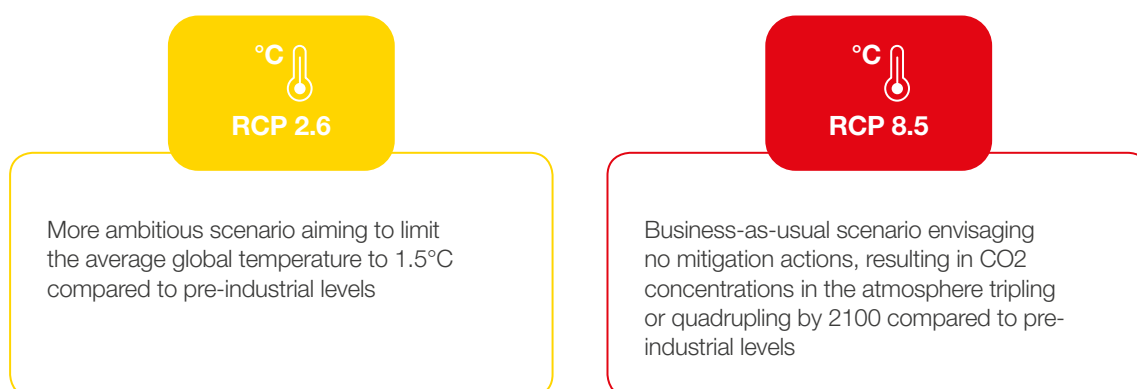 °C
RCP 2.6
More ambitious scenario aiming to limit
the average global temperature to 1.5°C
compared to pre-industrial levels
°C
RCP 8.5
Business-as-usual scenario envisaging
no mitigation actions, resulting in CO2
concentrations in the atmosphere tripling
or quadrupling by 2100 compared to pre-
industrial levels